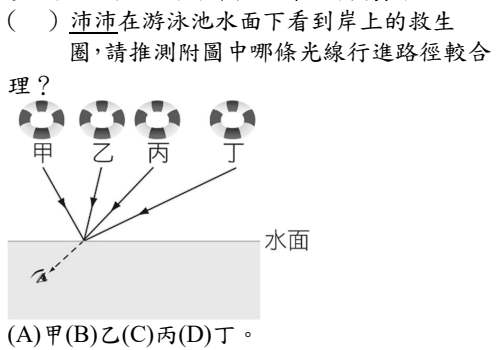 (　)沛沛在游泳池水面下看到岸上的救生
圈,請推測附圖中哪條光線行進路徑較合
理?
甲 乙 丙 丁
水面
(A)甲(B)乙(C)丙(D)丁。